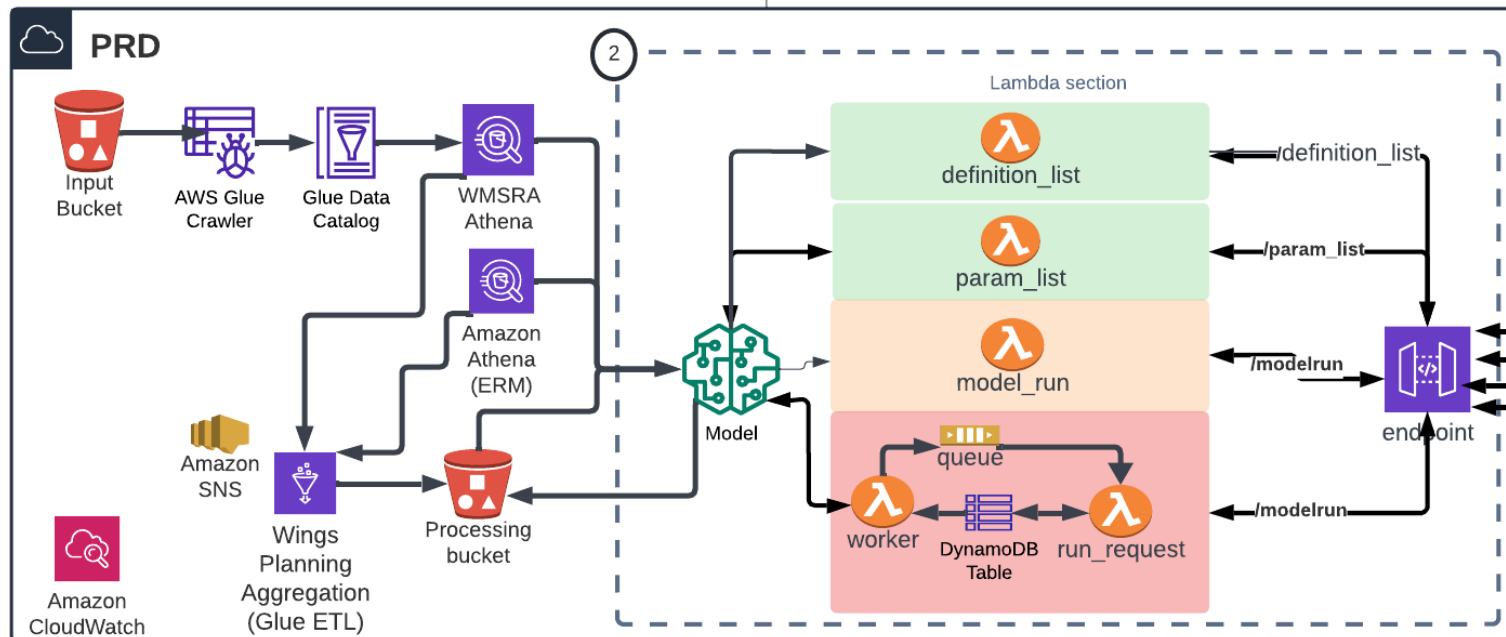 PRD
2
Lambda section
Input
Bucket
AWS Glue
Crawler
Glue Data
Catalog
WMSRA
Athena
Amazon
Athena
(ERM)
Amazon
SNS
Wings
Planning
Aggregation
(Glue ETL)
Processing
bucket
Amazon
CloudWatch
Model
definition_list
param_list
model_run
queue
worker
DynamoDB
Table
run_request
/definition_list
/param_list
/modelrun
</>
endpoint
/modelrun